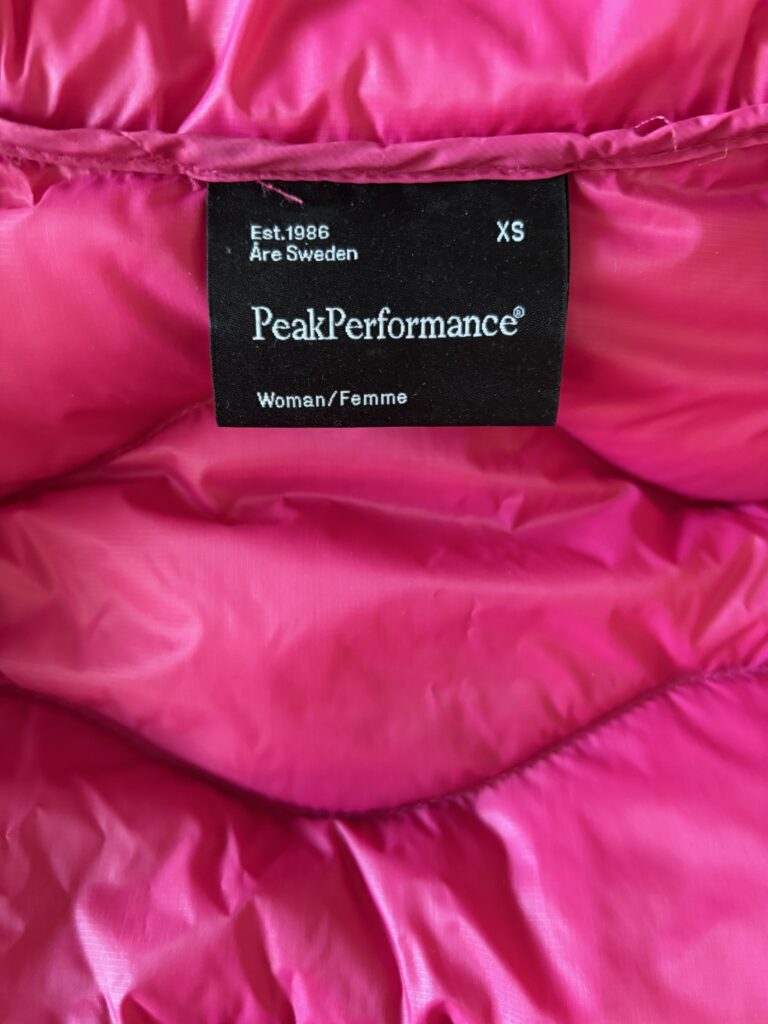 Est.1986
Åre Sweden
XS
PeakPerformance®
Woman/Femme